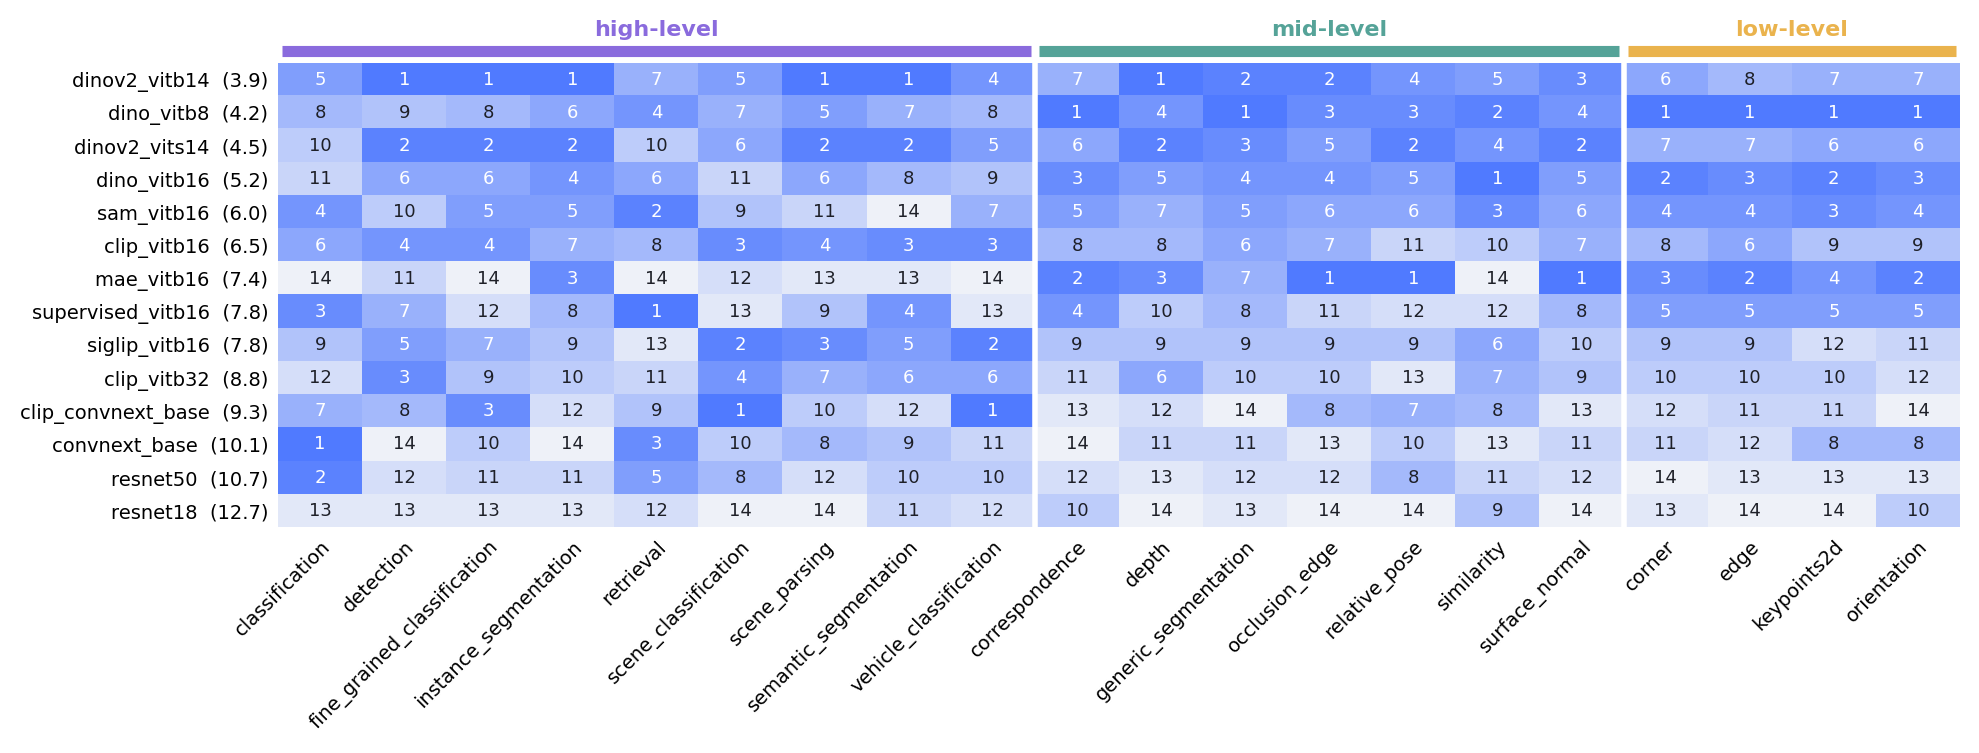 high-level mid-level low-level
dinov2_vitb14 (3.9) 5 1 1 1 7 5 1 1 4 7 1 2 2 4 5 3 6 8 7 7
dino_vitb8 (4.2) 8 9 8 6 4 7 5 7 8 1 4 1 3 3 2 4 1 1 1 1
dinov2_vits14 (4.5) 10 2 2 2 10 6 2 2 5 6 2 3 5 2 4 2 7 7 6 6
dino_vitb16 (5.2) 11 6 6 4 6 11 6 8 9 3 5 4 4 5 1 5 2 3 2 3
sam_vitb16 (6.0) 4 10 5 5 2 9 11 14 7 5 7 5 6 6 3 6 4 4 3 4
clip_vitb16 (6.5) 6 4 4 7 8 3 4 3 3 8 8 6 7 11 10 7 8 6 9 9
mae_vitb16 (7.4) 14 11 14 3 14 12 13 13 14 2 3 7 1 1 14 1 3 2 4 2
supervised_vitb16 (7.8) 3 7 12 8 1 13 9 4 13 4 10 8 11 12 12 8 5 5 5 5
siglip_vitb16 (7.8) 9 5 7 9 13 2 3 5 2 9 9 9 9 9 6 10 9 9 12 11
clip_vitb32 (8.8) 12 3 9 10 11 4 7 6 6 11 6 10 10 13 7 9 10 10 10 12
clip_convnext_base (9.3) 7 8 3 12 9 1 10 12 1 13 12 14 8 7 8 13 12 11 11 14
convnext_base (10.1) 1 14 10 14 3 10 8 9 11 14 11 11 13 10 13 11 11 12 8 8
resnet50 (10.7) 2 12 11 11 5 8 12 10 10 12 13 12 12 8 11 12 14 13 13 13
resnet18 (12.7) 13 13 13 13 12 14 14 11 12 10 14 13 14 14 9 14 13 14 14 10
classification
detection
fine_grained_classification
instance_segmentation
retrieval
scene_classification
scene_parsing
semantic_segmentation
vehicle_classification
correspondence
depth
generic_segmentation
occlusion_edge
relative_pose
similarity
surface_normal
corner
edge
keypoints2d
orientation